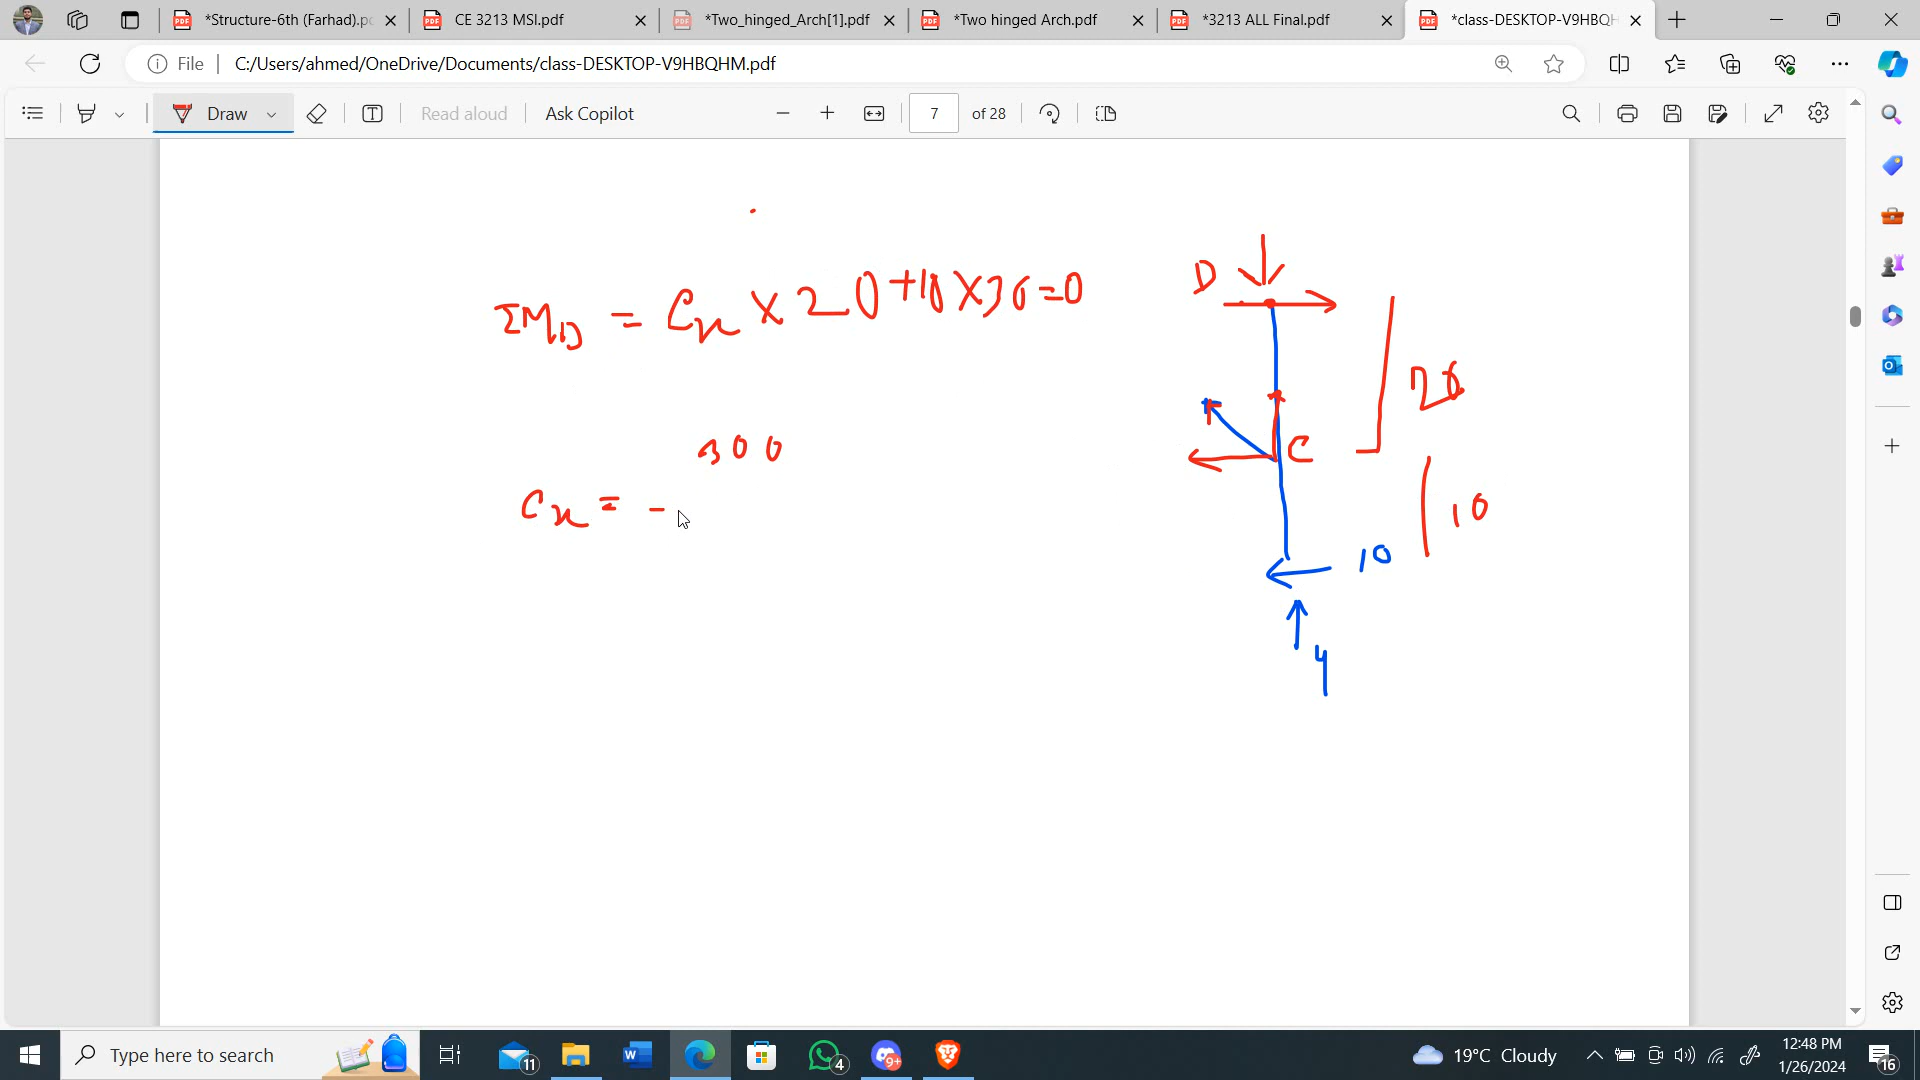 *Structure-6th (Farhad).pd
CE 3213 MSI.pdf
*Two_hinged_Arch[1].pdf
*Two hinged Arch.pdf
*3213 ALL Final.pdf
*class-DESKTOP-V9HBQH
File
C:/Users/ahmed/OneDrive/Documents/class-DESKTOP-V9HBQHM.pdf
Draw
Read aloud
Ask Copilot
7
of 28
ΣM_D = C_x × 20 + 10 × 30 = 0
300
C_x = -
D
20
C
10
10
4
Type here to search
11
4
9+
19°C Cloudy
12:48 PM
1/26/2024
16